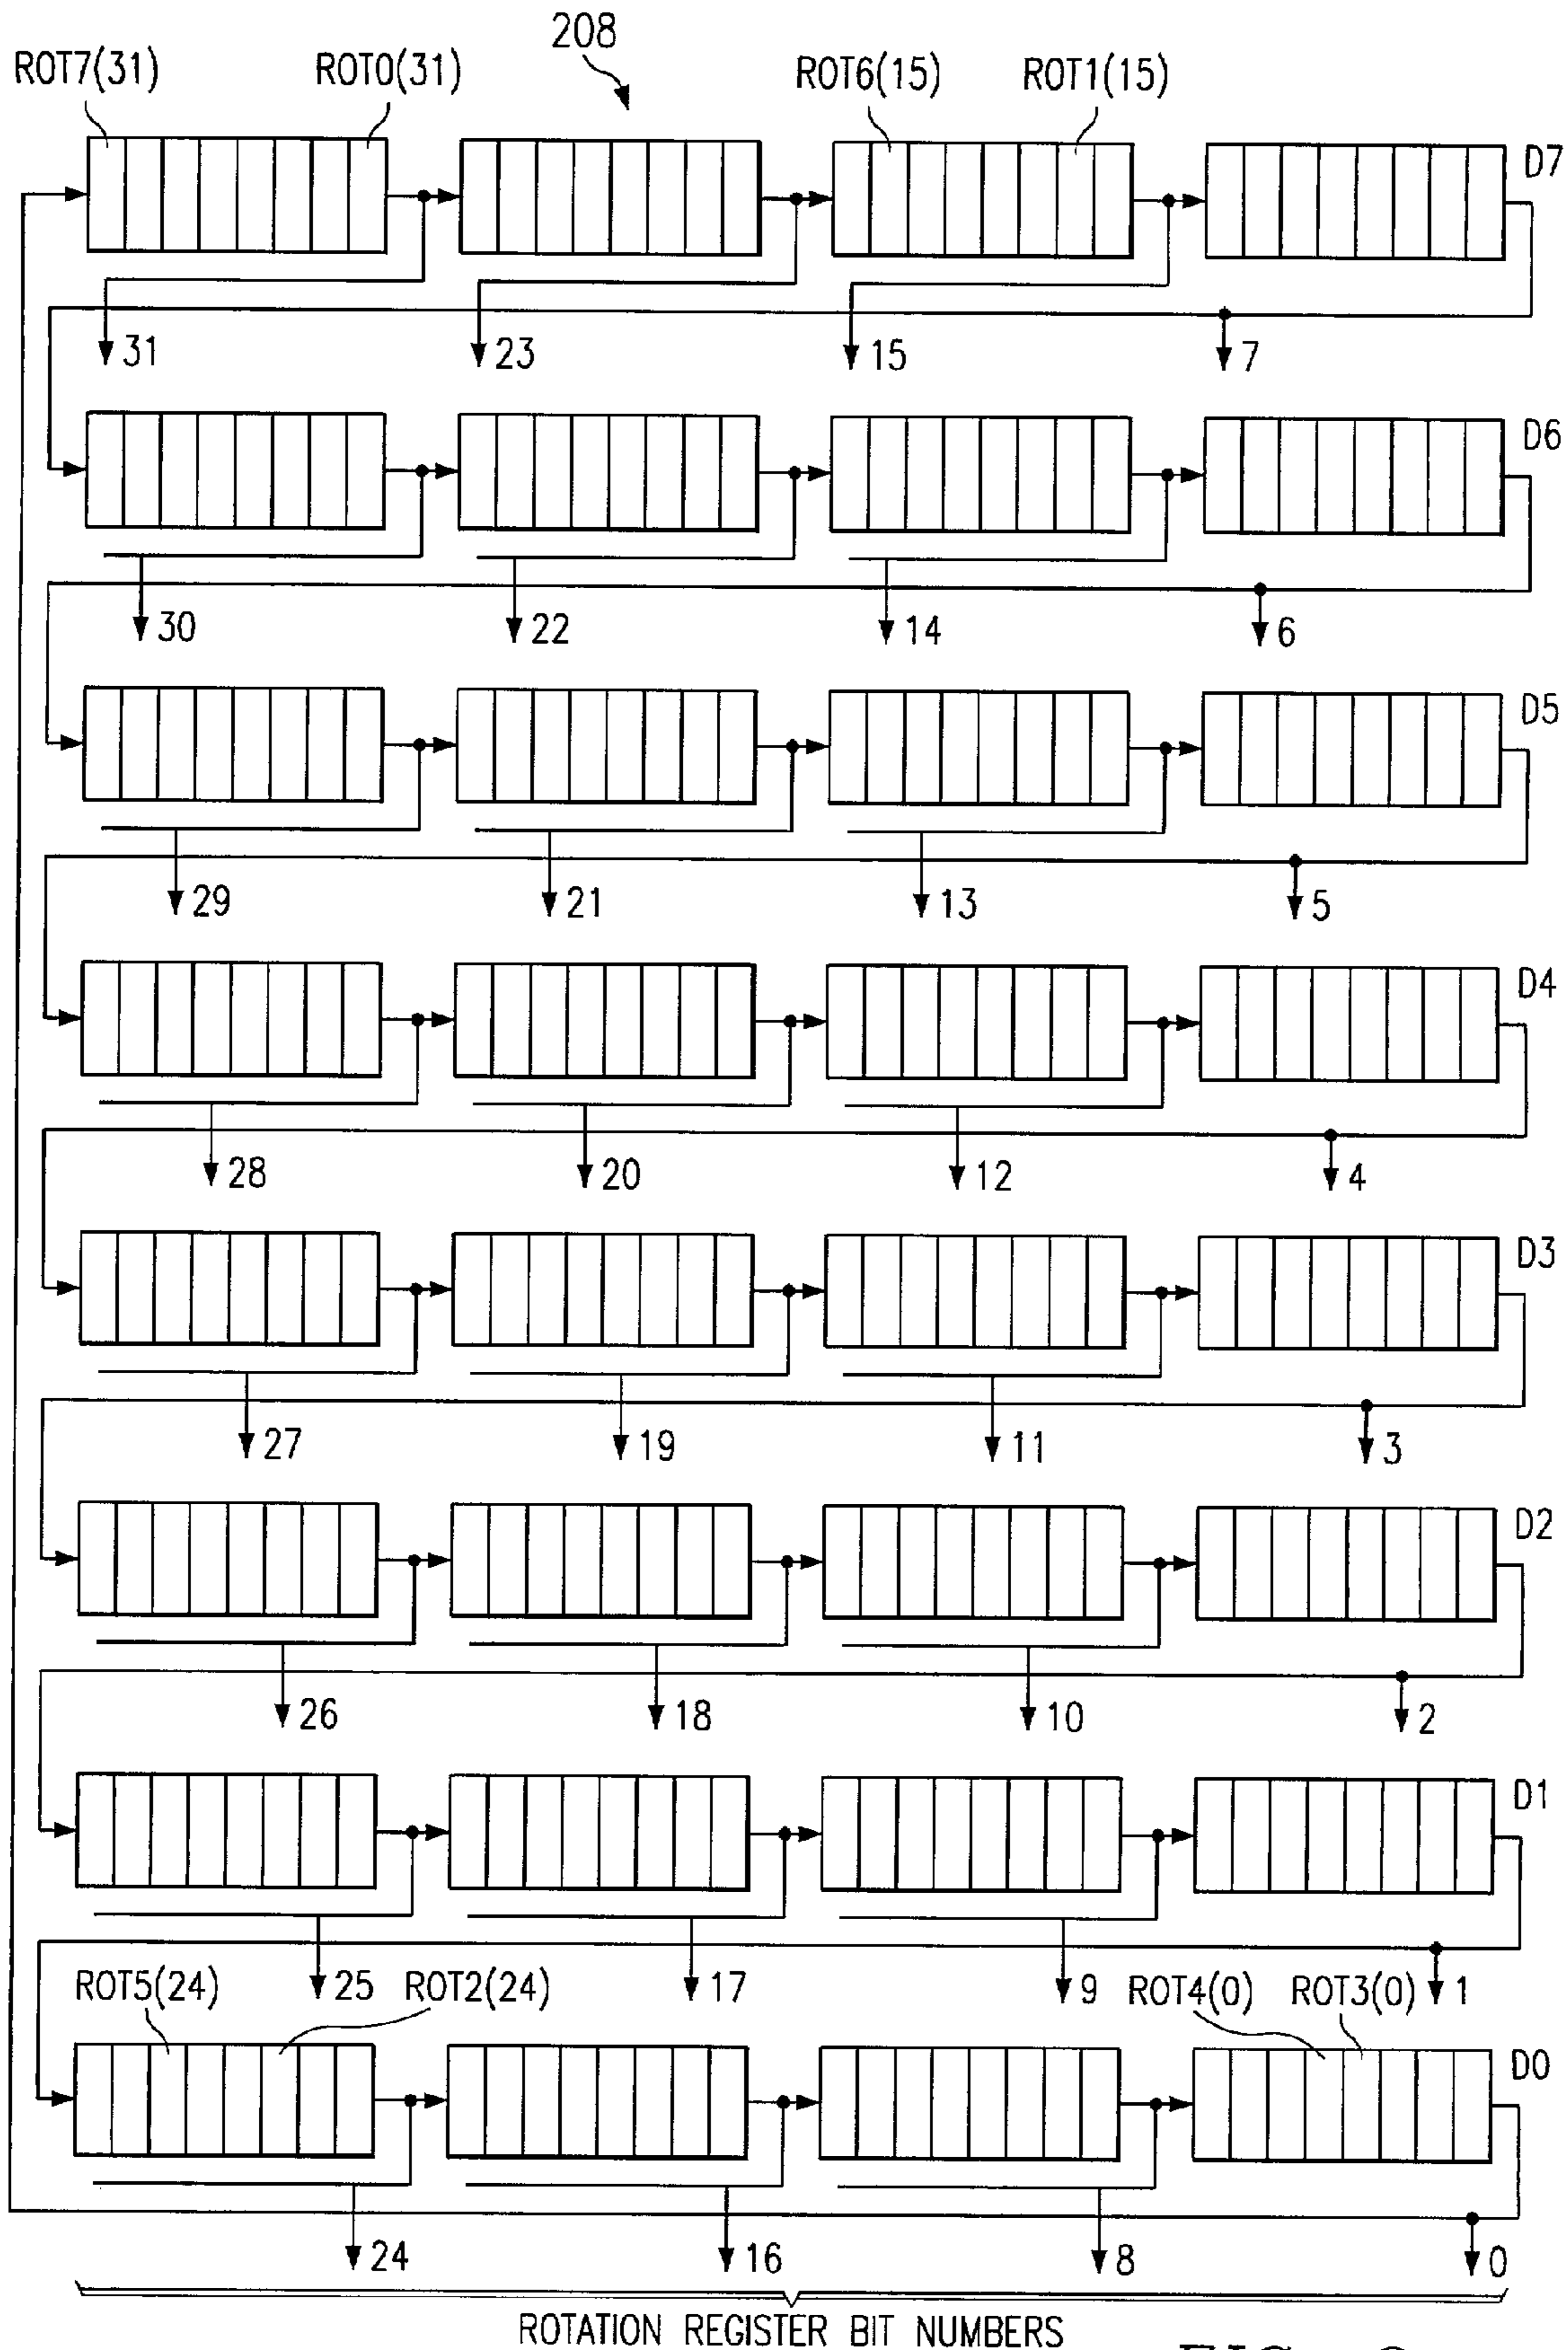 208
ROT7(31) ROT0(31) ROT6(15) ROT1(15)
D7
31 23 15 7
D6
30 22 14 6
D5
29 21 13 5
D4
28 20 12 4
D3
27 19 11 3
D2
26 18 10 2
D1
25 17 9 1
ROT5(24) ROT2(24) ROT4(0) ROT3(0)
D0
24 16 8 0
ROTATION REGISTER BIT NUMBERS